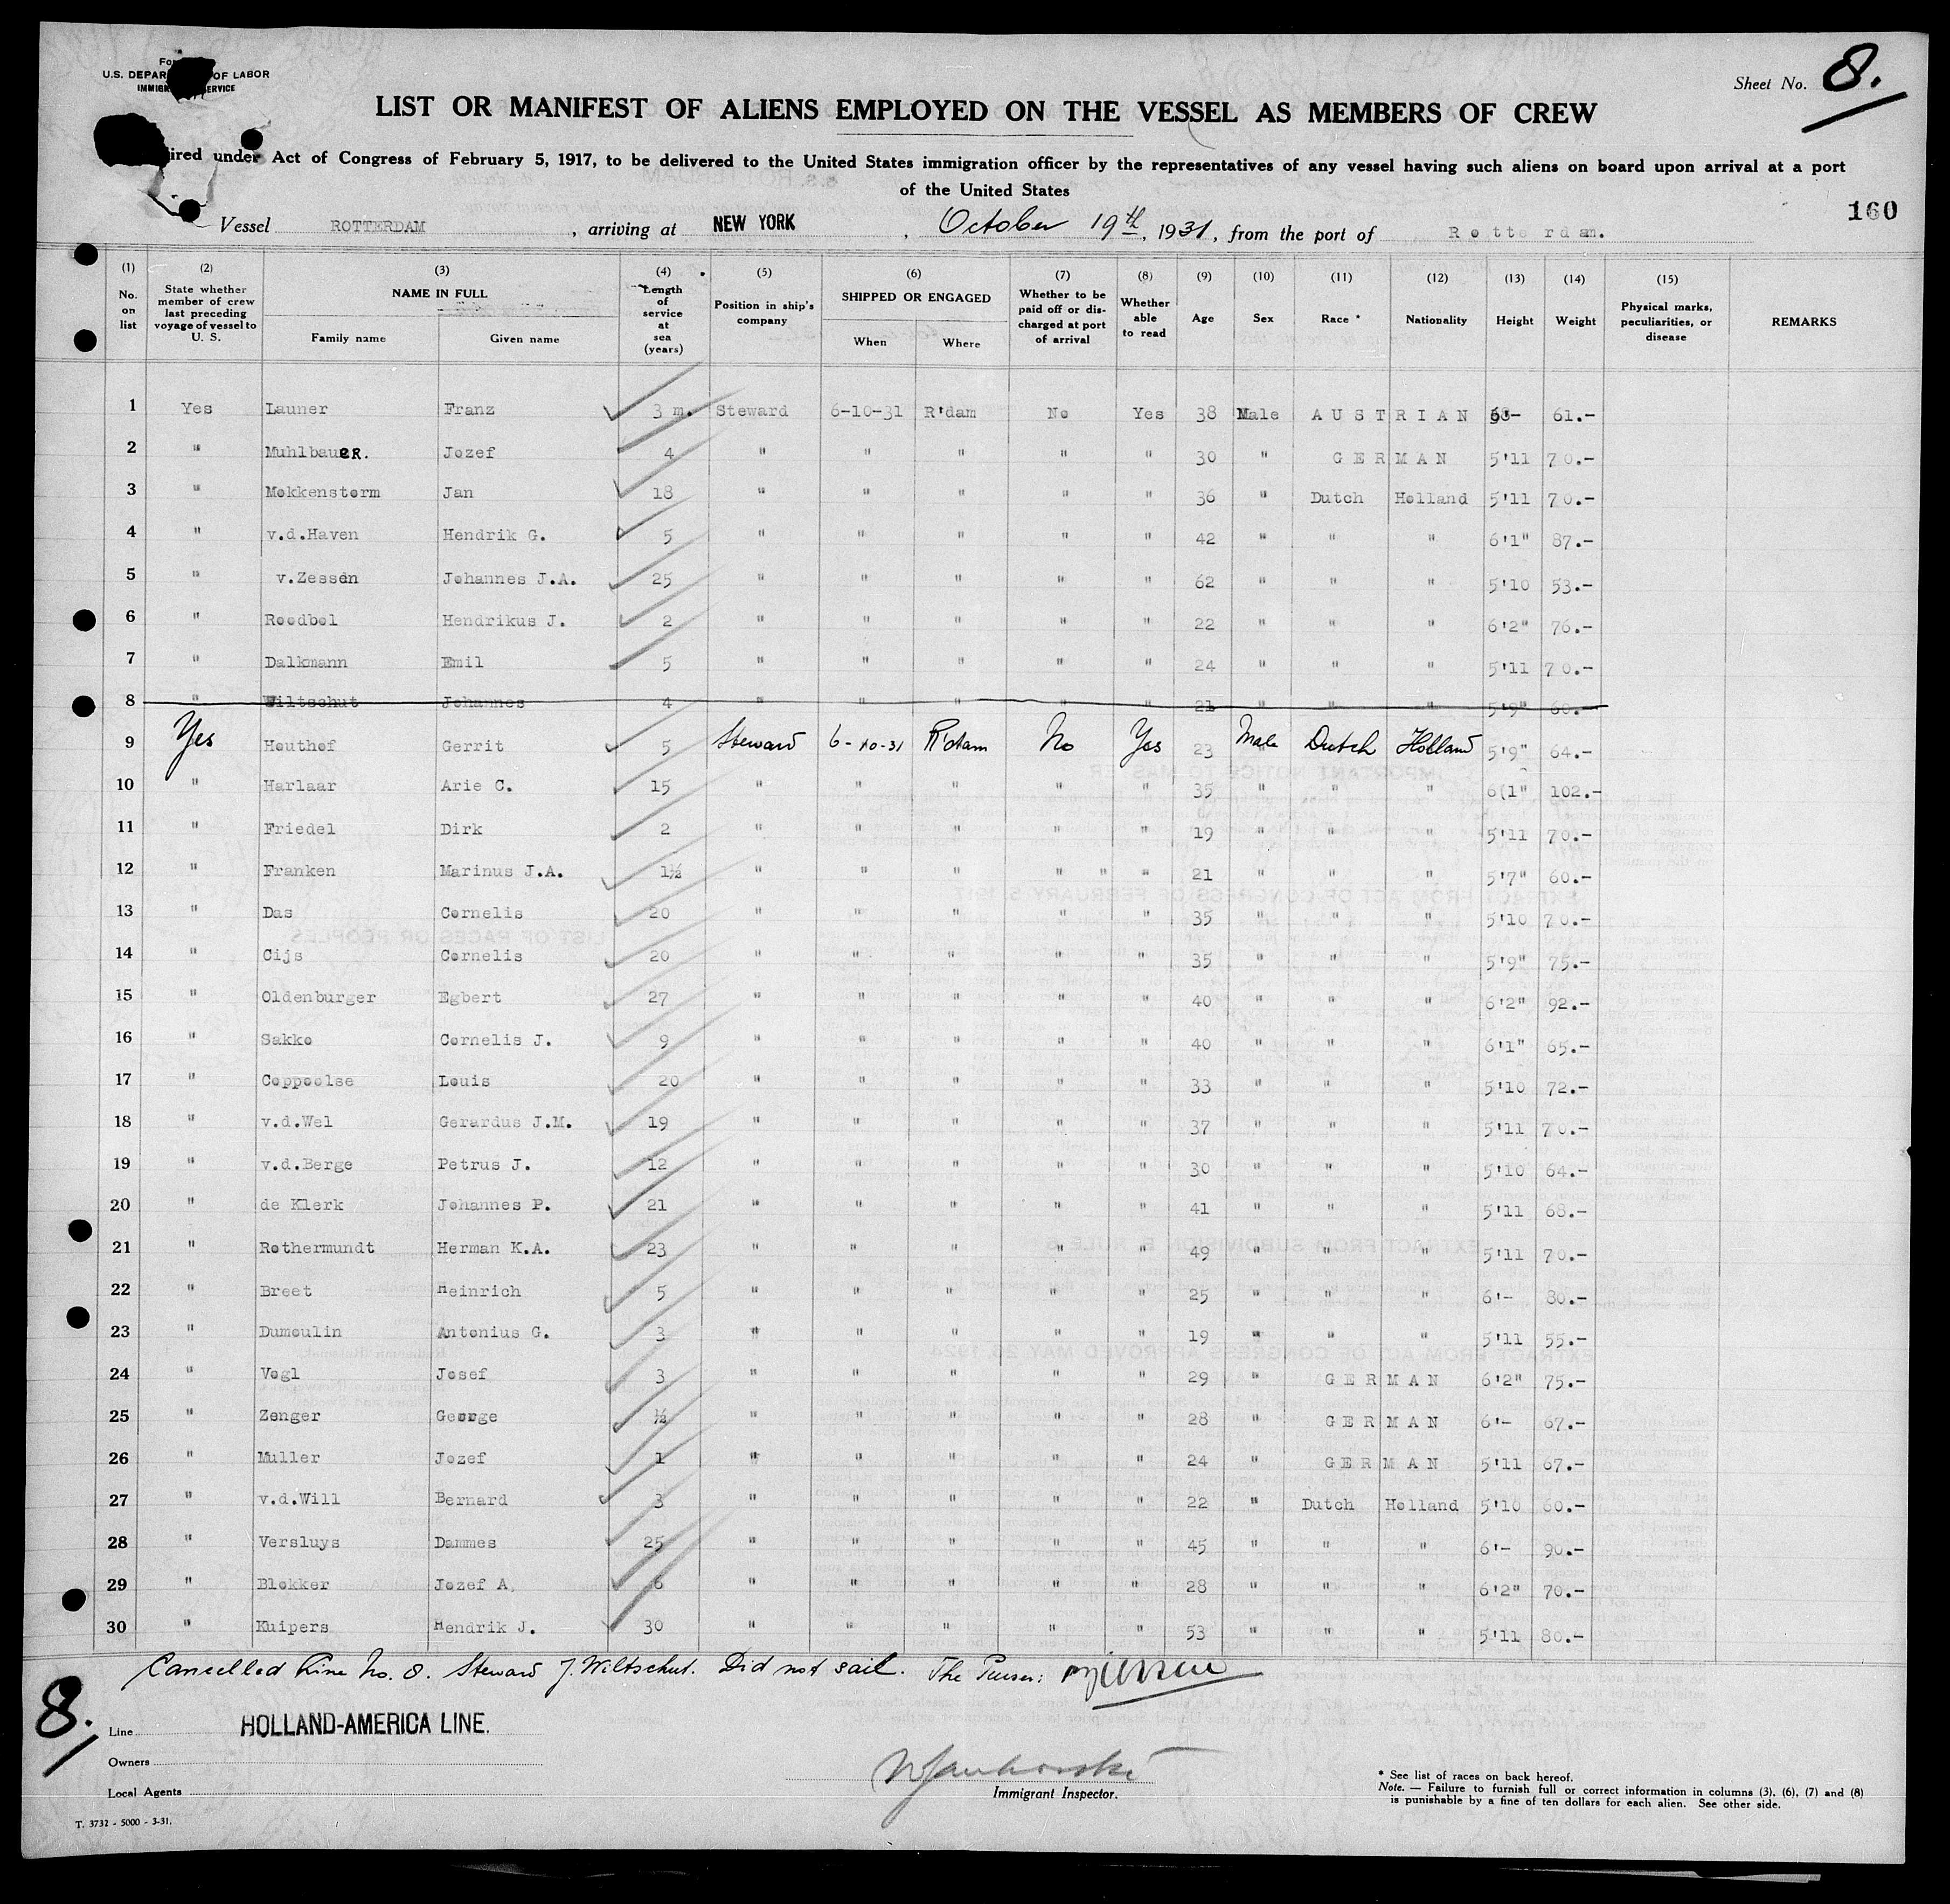 U.S. DEPAR OF LABOR
IMMIG SERVICE
Sheet No. 8.
LIST OR MANIFEST OF ALIENS EMPLOYED ON THE VESSEL AS MEMBERS OF CREW
ired under Act of Congress of February 5, 1917, to be delivered to the United States immigration officer by the representatives of any vessel having such aliens on board upon arrival at a port
of the United States
160
Vessel ROTTERDAM , arriving at NEW YORK , October 19th, 1931, from the port of Rotterdam.
(1) No. on list (2) State whether member of crew last preceding voyage of vessel to U. S. (3) NAME IN FULL Family name Given name (4) Length of service at sea (years) (5) Position in ship's company (6) SHIPPED OR ENGAGED When Where (7) Whether to be paid off or discharged at port of arrival (8) Whether able to read (9) Age (10) Sex (11) Race * (12) Nationality (13) Height (14) Weight (15) Physical marks, peculiarities, or disease REMARKS
1 Yes Launer Franz 3 m. Steward 6-10-31 R'dam No Yes 38 Male AUSTRIAN 61.-
2 " Muhlbauer. Jozef 4 " " " " " 30 " GERMAN 5'11 70.-
3 " Mokkenstorm Jan 18 " " " " " 36 " Dutch Holland 5'11 70.-
4 " v.d.Haven Hendrik G. 5 " " " " " 42 " " " 6'1" 87.-
5 " v.Zessen Johannes J.A. 25 " " " " " 62 " " " 5'10 53.-
6 " Roodbol Hendrikus J. 2 " " " " " 22 " " " 6'2" 76.-
7 " Dalkmann Emil 5 " " " " " 24 " " " 5'11 70.-
8 " Wiltschut Johannes 4 " " " " " 21 " " " 5'9" 60.-
9 Yes Houthof Gerrit 5 Steward 6-10-31 R'dam No Yes 23 Male Dutch Holland 5'9" 64.-
10 " Harlaar Arie C. 15 " " " " " 35 " " " 6(1" 102.-
11 " Friedel Dirk 2 " " " " " 19 " " " 5'11 70.-
12 " Franken Marinus J.A. 1½ " " " " " " 21 " " " 5'7" 60.-
13 " Das Cornelis 20 " " " " " 35 " " " 5'10 70.-
14 " Cijs Cornelis 20 " " " " " 35 " " " 5'9" 75.-
15 " Oldenburger Egbert 27 " " " " " 40 " " " 6'2" 92.-
16 " Sakko Cornelis J. 9 " " " " " 40 " " " 6'1" 65.-
17 " Coppoolse Louis 20 " " " " " 33 " " " 5'10 72.-
18 " v.d.Wel Gerardus J.M. 19 " " " " " 37 " " " 5'11 70.-
19 " v.d.Berge Petrus J. 12 " " " " " 30 " " " 5'10 64.-
20 " de Klerk Johannes P. 21 " " " " " 41 " " " 5'11 68.-
21 " Rothermundt Herman K.A. 23 " " " " " 49 " " " 5'11 70.-
22 " Breet Heinrich 5 " " " " " 25 " " " 6'- 80.-
23 " Dumoulin Antonius G. 3 " " " " " 19 " " " 5'11 55.-
24 " Vogl Josef 3 " " " " " 29 " GERMAN 6'2" 75.-
25 " Zenger George ½ " " " " " 28 " GERMAN 6'- 67.-
26 " Muller Jozef 1 " " " " " 24 " GERMAN 5'11 67.-
27 " v.d.Will Bernard 3 " " " " " 22 " Dutch Holland 5'10 60.-
28 " Versluys Dammes 25 " " " " " 45 " " " 6'- 90.-
29 " Blokker Jozef A. 6 " " " " " 28 " " " 6'2" 70.-
30 " Kuipers Hendrik J. 30 " " " " " 53 " " " 5'11 80.-
Cancelled Line No. 8. Steward J. Wiltschut. Did not sail. The Purser:
8.
Line HOLLAND-AMERICA LINE.
Owners
Local Agents
Immigrant Inspector.
* See list of races on back hereof.
Note. — Failure to furnish full or correct information in columns (3), (6), (7) and (8)
is punishable by a fine of ten dollars for each alien. See other side.
T. 3732 - 5000 - 3-31.